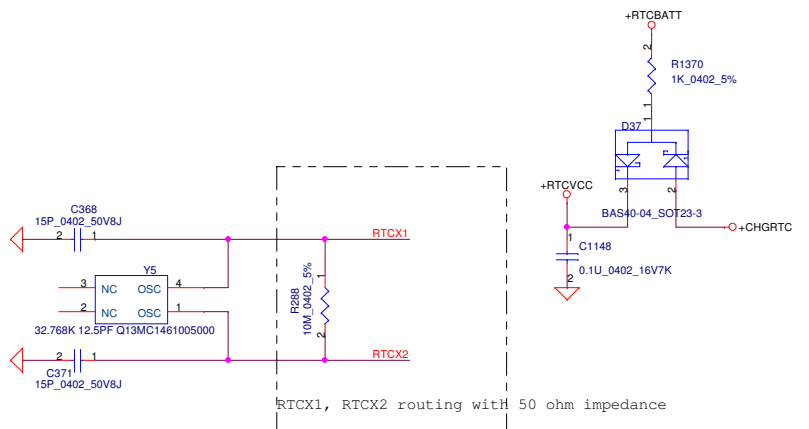 +RTCBATT
2
R1370
1K_0402_5%
1
1
D37
3
2
+RTCVCC
BAS40-04_SOT23-3
+CHGRTC
1
C1148
0.1U_0402_16V7K
2
C368
15P_0402_50V8J
2 1
RTCX1
Y5
3 NC OSC 4
2 NC OSC 1
32.768K 12.5PF Q13MC1461005000
1
R288
10M_0402_5%
2
2 1
RTCX2
C371
15P_0402_50V8J
RTCX1, RTCX2 routing with 50 ohm impedance